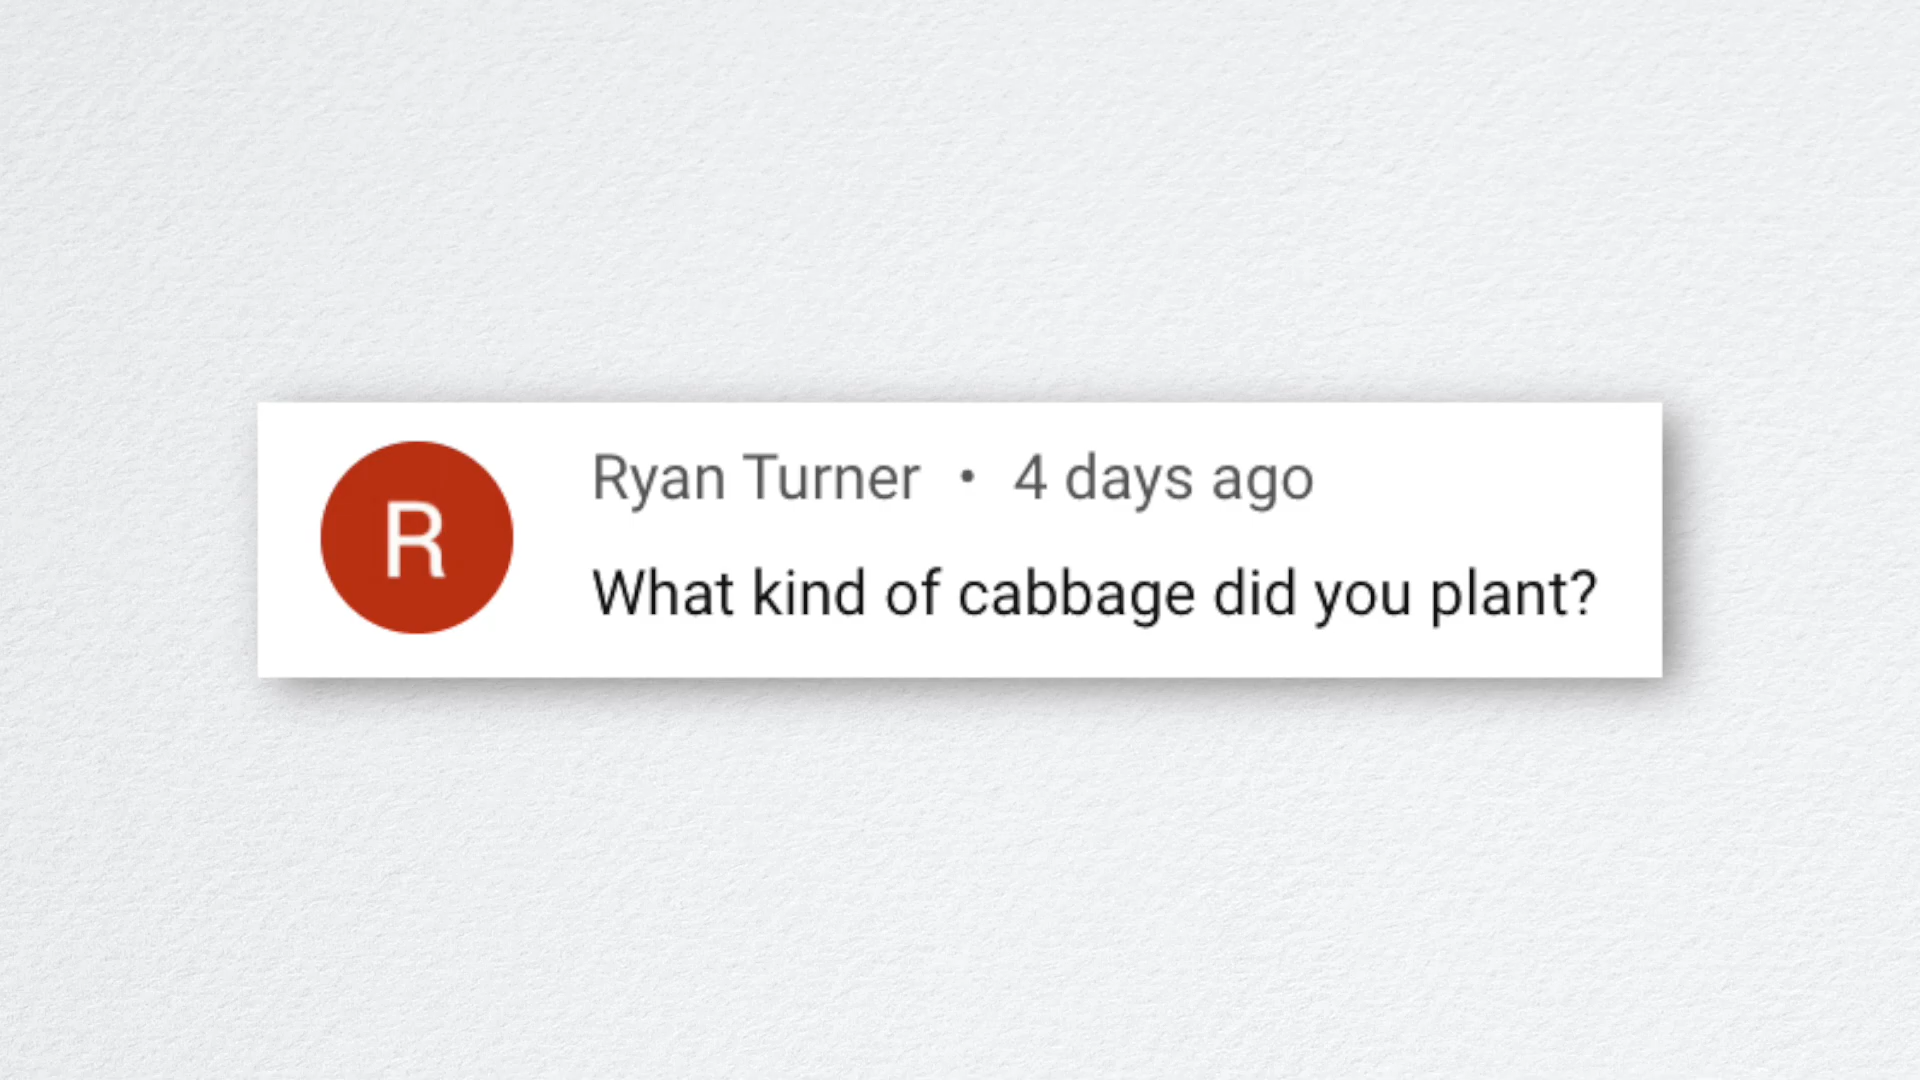 R
Ryan Turner • 4 days ago
What kind of cabbage did you plant?